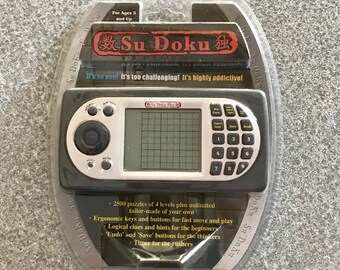 For Ages 8
and Up
数 Su Doku 独
It's so new! It's too challenging! It's highly addictive!
Su Doku
2500 puzzles of 4 levels plus unlimited
tailor-made of your own
Ergonomic keys and buttons for fast move and play
Logical clues and hints for the beginners
'Undo' and 'Save' buttons for the thinkers
Timer for the rushers
Su Doku